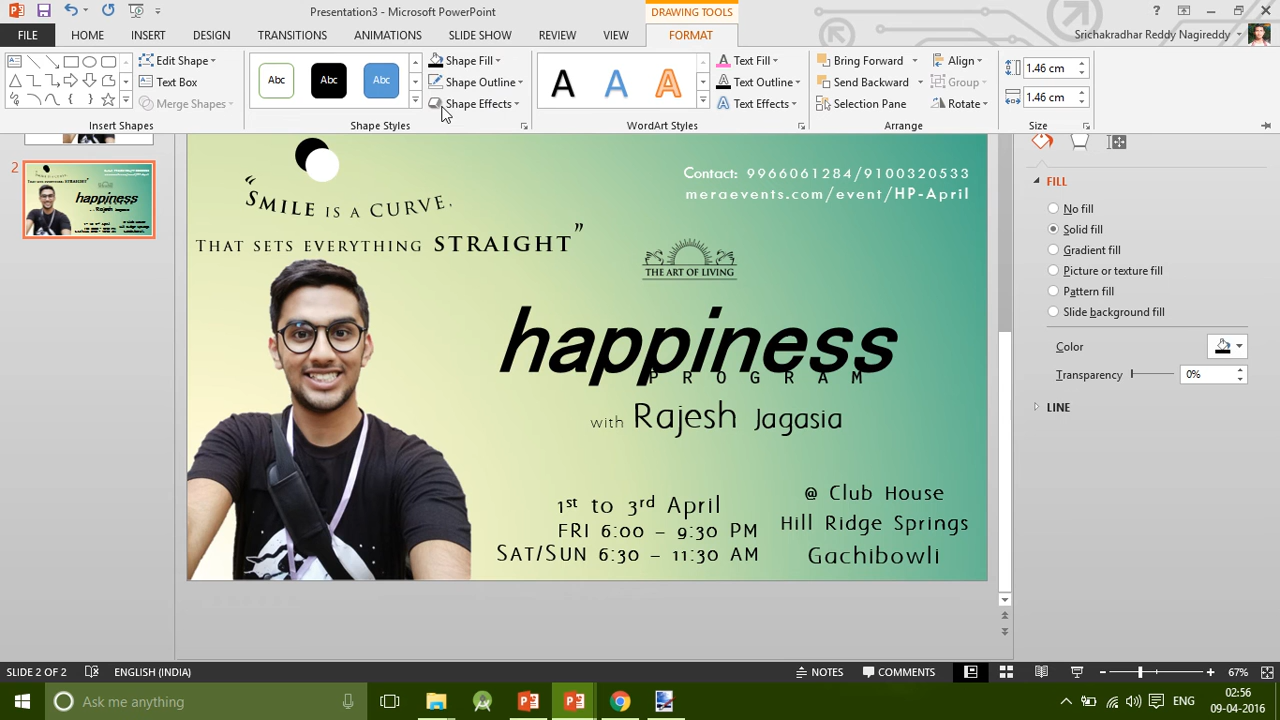 Presentation3 - Microsoft PowerPoint
DRAWING TOOLS
FILE
HOME
INSERT
DESIGN
TRANSITIONS
ANIMATIONS
SLIDE SHOW
REVIEW
VIEW
FORMAT
Srichakradhar Reddy Nagireddy
Edit Shape
Text Box
Merge Shapes
Insert Shapes
Abc
Abc
Abc
Shape Fill
Shape Outline
Shape Effects
Shape Styles
A
A
A
Text Fill
Text Outline
Text Effects
WordArt Styles
Bring Forward
Send Backward
Selection Pane
Align
Group
Rotate
Arrange
1.46 cm
1.46 cm
Size
2
"SMILE IS A CURVE,
THAT SETS EVERYTHING STRAIGHT"
Contact: 9966061284/9100320533
meraevents.com/event/HP-April
THE ART OF LIVING
happiness
PROGRAM
with Rajesh Jagasia
1st to 3rd April
FRI 6:00 – 9:30 PM
SAT/SUN 6:30 – 11:30 AM
@ Club House
Hill Ridge Springs
Gachibowli
FILL
No fill
Solid fill
Gradient fill
Picture or texture fill
Pattern fill
Slide background fill
Color
Transparency
0%
LINE
SLIDE 2 OF 2
ENGLISH (INDIA)
NOTES
COMMENTS
67%
Ask me anything
ENG
02:56
09-04-2016